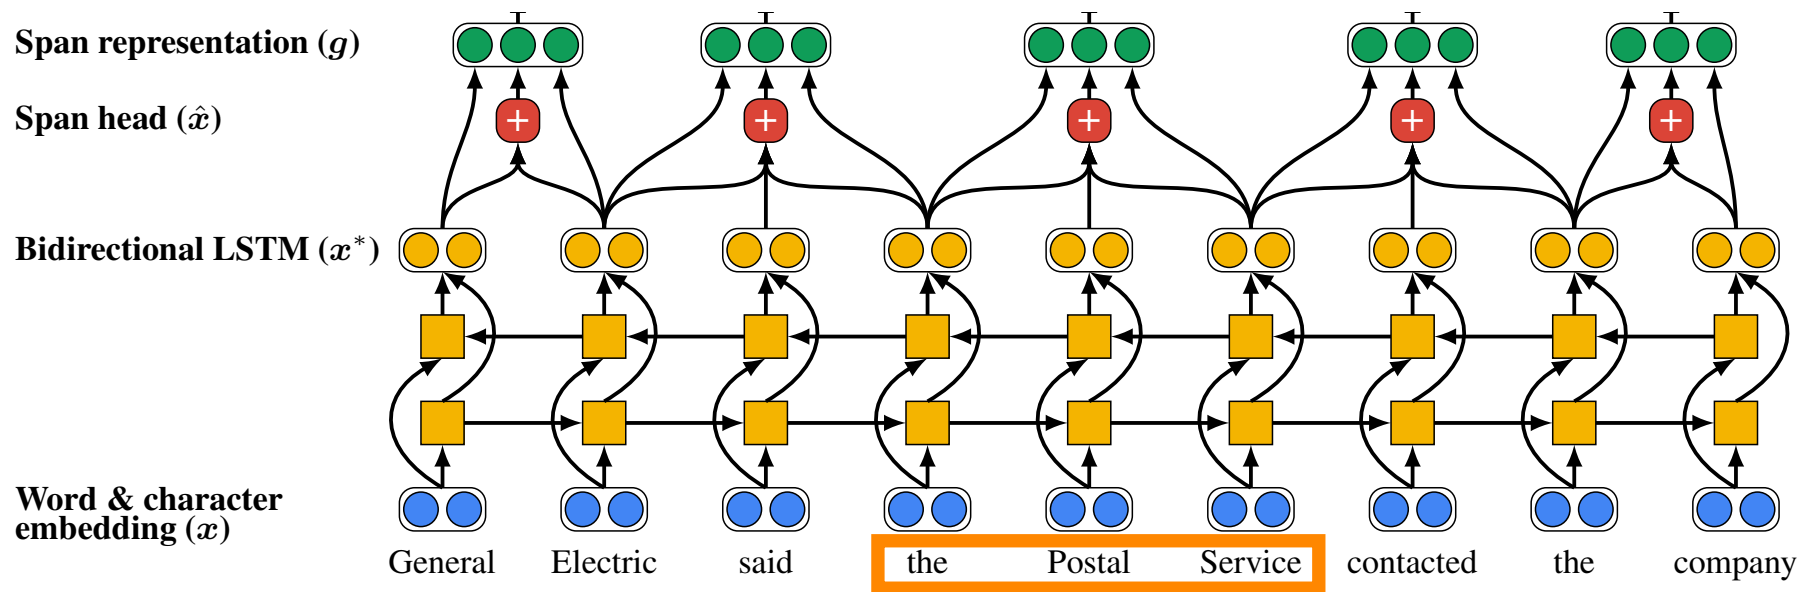 Span representation (g)
Span head (x̂)
+ + + + +
Bidirectional LSTM (x*)
Word & character
embedding (x)
General Electric said the Postal Service contacted the company